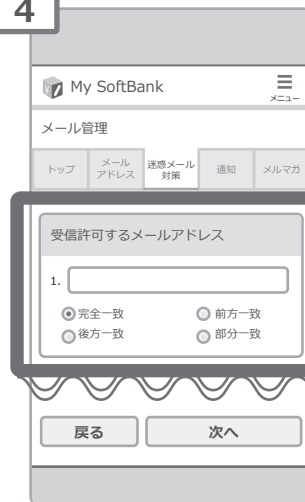 4
My SoftBank
メニュー
メール管理
トップ
メール
アドレス
迷惑メール
対策
通知
メルマガ
受信許可するメールアドレス
1.
完全一致 前方一致
後方一致 部分一致
戻る 次へ